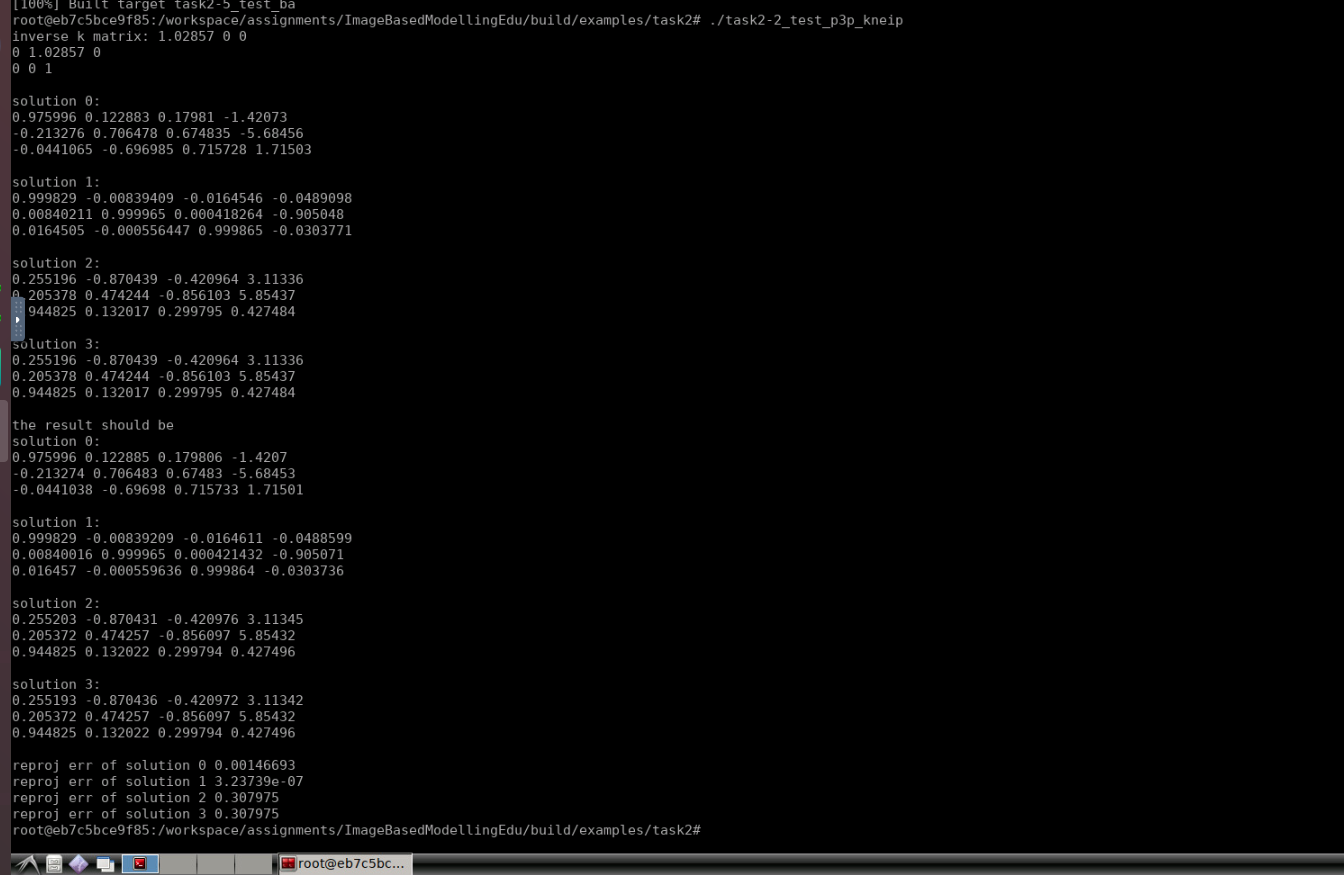 [100%] Built target task2-5_test_ba
root@eb7c5bce9f85:/workspace/assignments/ImageBasedModellingEdu/build/examples/task2# ./task2-2_test_p3p_kneip
inverse k matrix: 1.02857 0 0
0 1.02857 0
0 0 1
solution 0:
0.975996 0.122883 0.17981 -1.42073
-0.213276 0.706478 0.674835 -5.68456
-0.0441065 -0.696985 0.715728 1.71503
solution 1:
0.999829 -0.00839409 -0.0164546 -0.0489098
0.00840211 0.999965 0.000418264 -0.905048
0.0164505 -0.000556447 0.999865 -0.0303771
solution 2:
0.255196 -0.870439 -0.420964 3.11336
0.205378 0.474244 -0.856103 5.85437
944825 0.132017 0.299795 0.427484
solution 3:
0.255196 -0.870439 -0.420964 3.11336
0.205378 0.474244 -0.856103 5.85437
0.944825 0.132017 0.299795 0.427484
the result should be
solution 0:
0.975996 0.122885 0.179806 -1.4207
-0.213274 0.706483 0.67483 -5.68453
-0.0441038 -0.69698 0.715733 1.71501
solution 1:
0.999829 -0.00839209 -0.0164611 -0.0488599
0.00840016 0.999965 0.000421432 -0.905071
0.016457 -0.000559636 0.999864 -0.0303736
solution 2:
0.255203 -0.870431 -0.420976 3.11345
0.205372 0.474257 -0.856097 5.85432
0.944825 0.132022 0.299794 0.427496
solution 3:
0.255193 -0.870436 -0.420972 3.11342
0.205372 0.474257 -0.856097 5.85432
0.944825 0.132022 0.299794 0.427496
reproj err of solution 0 0.00146693
reproj err of solution 1 3.23739e-07
reproj err of solution 2 0.307975
reproj err of solution 3 0.307975
root@eb7c5bce9f85:/workspace/assignments/ImageBasedModellingEdu/build/examples/task2#
root@eb7c5bc...